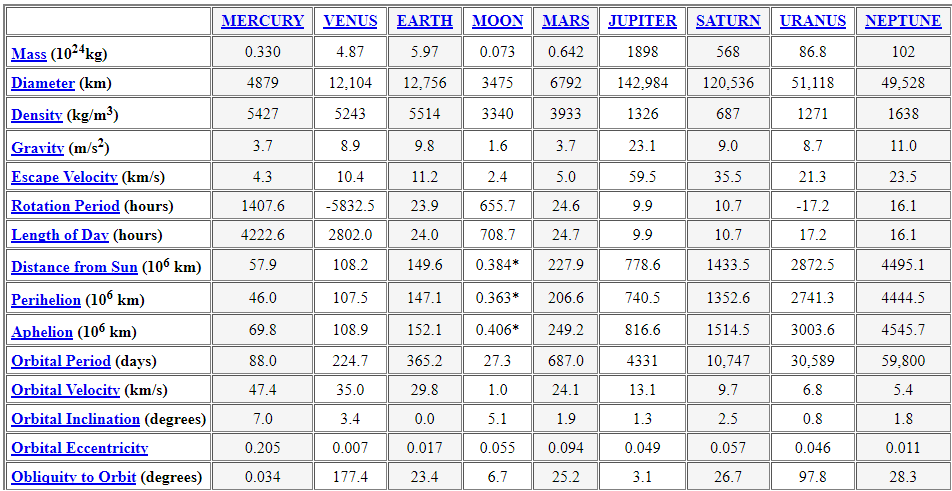 MERCURY VENUS EARTH MOON MARS JUPITER SATURN URANUS NEPTUNE
Mass (10²⁴kg) 0.330 4.87 5.97 0.073 0.642 1898 568 86.8 102
Diameter (km) 4879 12,104 12,756 3475 6792 142,984 120,536 51,118 49,528
Density (kg/m³) 5427 5243 5514 3340 3933 1326 687 1271 1638
Gravity (m/s²) 3.7 8.9 9.8 1.6 3.7 23.1 9.0 8.7 11.0
Escape Velocity (km/s) 4.3 10.4 11.2 2.4 5.0 59.5 35.5 21.3 23.5
Rotation Period (hours) 1407.6 -5832.5 23.9 655.7 24.6 9.9 10.7 -17.2 16.1
Length of Day (hours) 4222.6 2802.0 24.0 708.7 24.7 9.9 10.7 17.2 16.1
Distance from Sun (10⁶ km) 57.9 108.2 149.6 0.384* 227.9 778.6 1433.5 2872.5 4495.1
Perihelion (10⁶ km) 46.0 107.5 147.1 0.363* 206.6 740.5 1352.6 2741.3 4444.5
Aphelion (10⁶ km) 69.8 108.9 152.1 0.406* 249.2 816.6 1514.5 3003.6 4545.7
Orbital Period (days) 88.0 224.7 365.2 27.3 687.0 4331 10,747 30,589 59,800
Orbital Velocity (km/s) 47.4 35.0 29.8 1.0 24.1 13.1 9.7 6.8 5.4
Orbital Inclination (degrees) 7.0 3.4 0.0 5.1 1.9 1.3 2.5 0.8 1.8
Orbital Eccentricity 0.205 0.007 0.017 0.055 0.094 0.049 0.057 0.046 0.011
Obliquity to Orbit (degrees) 0.034 177.4 23.4 6.7 25.2 3.1 26.7 97.8 28.3